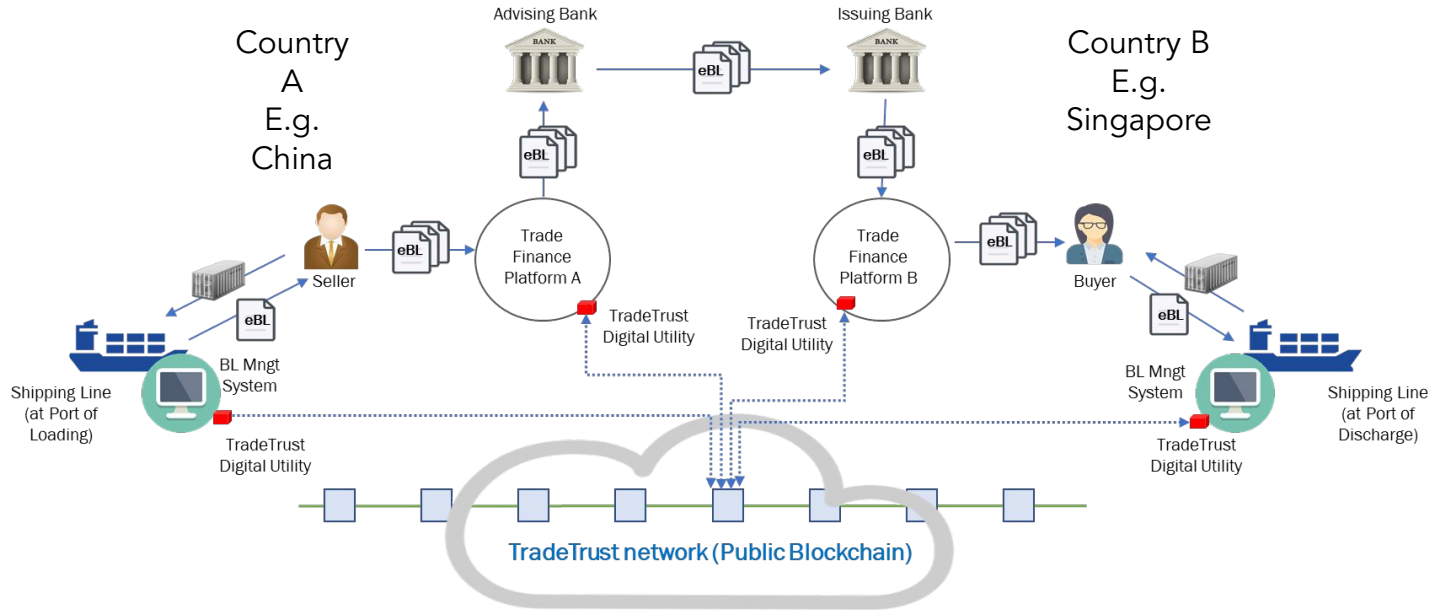 Advising Bank
Issuing Bank
BANK
BANK
Country
A
E.g.
China
Country B
E.g.
Singapore
eBL
eBL
eBL
Trade
Finance
Platform A
Trade
Finance
Platform B
eBL
eBL
Seller
Buyer
eBL
eBL
TradeTrust
Digital Utility
TradeTrust
Digital Utility
BL Mngt
System
BL Mngt
System
Shipping Line
(at Port of
Loading)
Shipping Line
(at Port of
Discharge)
TradeTrust
Digital Utility
TradeTrust
Digital Utility
TradeTrust network (Public Blockchain)